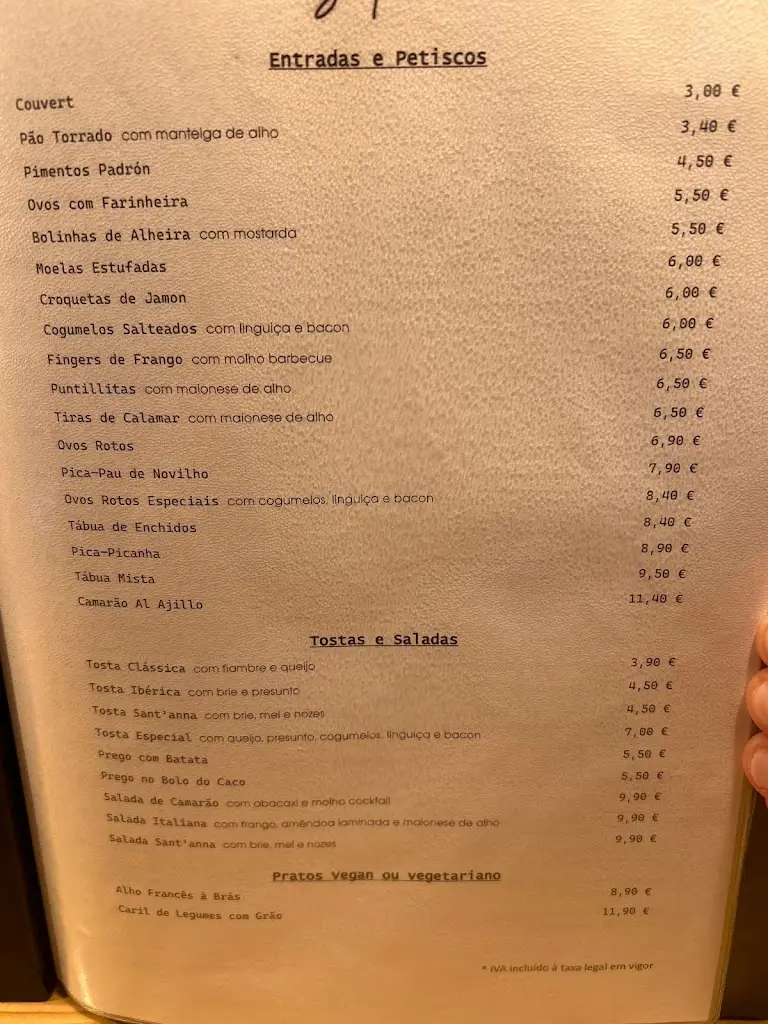 Entradas e Petiscos
Couvert 3,00 €
Pão Torrado com manteiga de alho 3,40 €
Pimentos Padrón 4,50 €
Ovos com Farinheira 5,50 €
Bolinhas de Alheira com mostarda 5,50 €
Moelas Estufadas 6,00 €
Croquetas de Jamon 6,00 €
Cogumelos Salteados com linguiça e bacon 6,00 €
Fingers de Frango com molho barbecue 6,50 €
Puntillitas com maionese de alho 6,50 €
Tiras de Calamar com maionese de alho 6,50 €
Ovos Rotos 6,90 €
Pica-Pau de Novilho 7,90 €
Ovos Rotos Especiais com cogumelos, linguiça e bacon 8,40 €
Tábua de Enchidos 8,40 €
Pica-Picanha 8,90 €
Tábua Mista 9,50 €
Camarão Al Ajillo 11,40 €
Tostas e Saladas
Tosta Clássica com fiambre e queijo 3,90 €
Tosta Ibérica com brie e presunto 4,50 €
Tosta Sant'anna com brie, mel e nozes 4,50 €
Tosta Especial com queijo, presunto, cogumelos, linguiça e bacon 7,00 €
Prego com Batata 5,50 €
Prego no Bolo do Caco 5,50 €
Salada de Camarão com abacaxi e molho cocktail 9,90 €
Salada Italiana com frango, amêndoa laminada e maionese de alho 9,90 €
Salada Sant'anna com brie, mel e nozes 9,90 €
Pratos vegan ou vegetariano
Alho Francês à Brás 8,90 €
Caril de Legumes com Grão 11,90 €
* IVA incluído à taxa legal em vigor